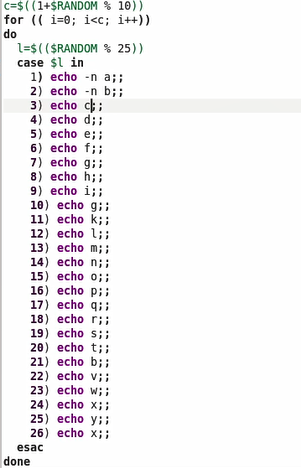 c=$((1+$RANDOM % 10))
for (( i=0; i<c; i++))
do
  l=$(($RANDOM % 25))
  case $l in
    1) echo -n a;;
    2) echo -n b;;
    3) echo c;;
    4) echo d;;
    5) echo e;;
    6) echo f;;
    7) echo g;;
    8) echo h;;
    9) echo i;;
    10) echo g;;
    11) echo k;;
    12) echo l;;
    13) echo m;;
    14) echo n;;
    15) echo o;;
    16) echo p;;
    17) echo q;;
    18) echo r;;
    19) echo s;;
    20) echo t;;
    21) echo b;;
    22) echo v;;
    23) echo w;;
    24) echo x;;
    25) echo y;;
    26) echo x;;
  esac
done